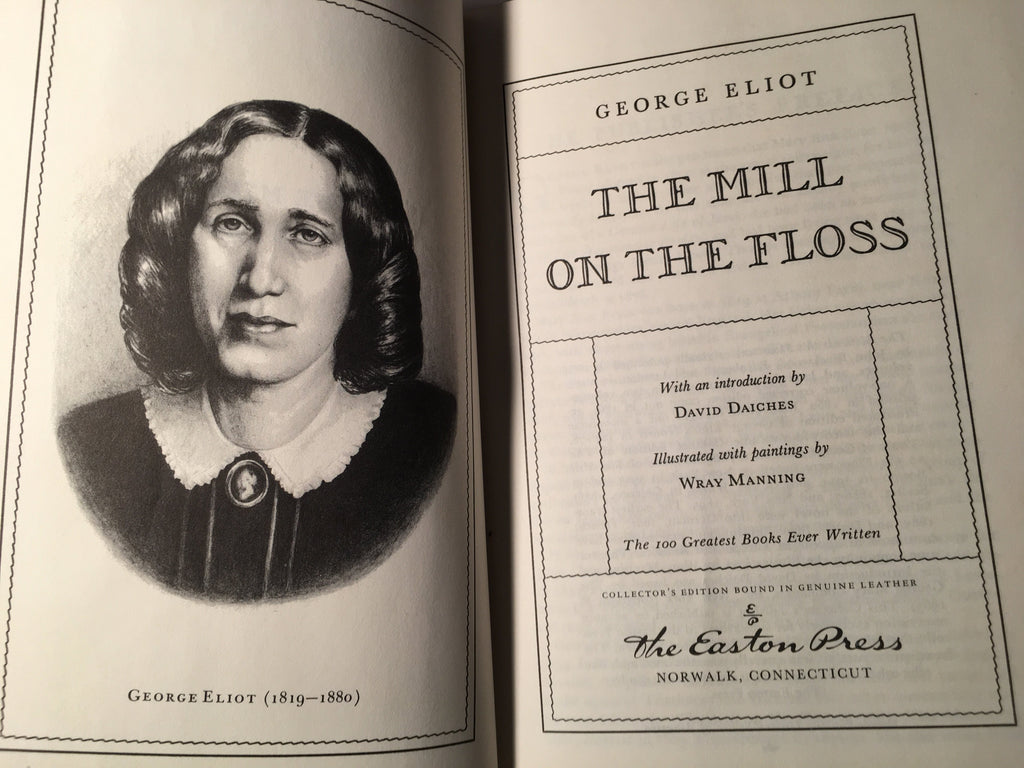 George Eliot (1819–1880)
GEORGE ELIOT
THE MILL
ON THE FLOSS
With an introduction by
David Daiches
Illustrated with paintings by
Wray Manning
The 100 Greatest Books Ever Written
COLLECTOR'S EDITION BOUND IN GENUINE LEATHER
E
P
The Easton Press
NORWALK, CONNECTICUT